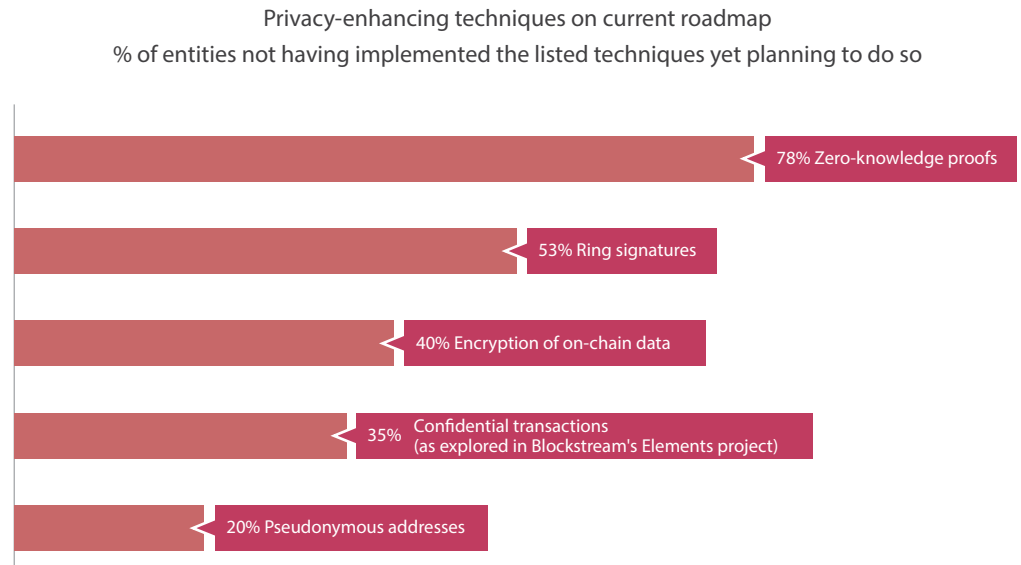 Privacy-enhancing techniques on current roadmap
% of entities not having implemented the listed techniques yet planning to do so
78% Zero-knowledge proofs
53% Ring signatures
40% Encryption of on-chain data
35% Confidential transactions
(as explored in Blockstream's Elements project)
20% Pseudonymous addresses